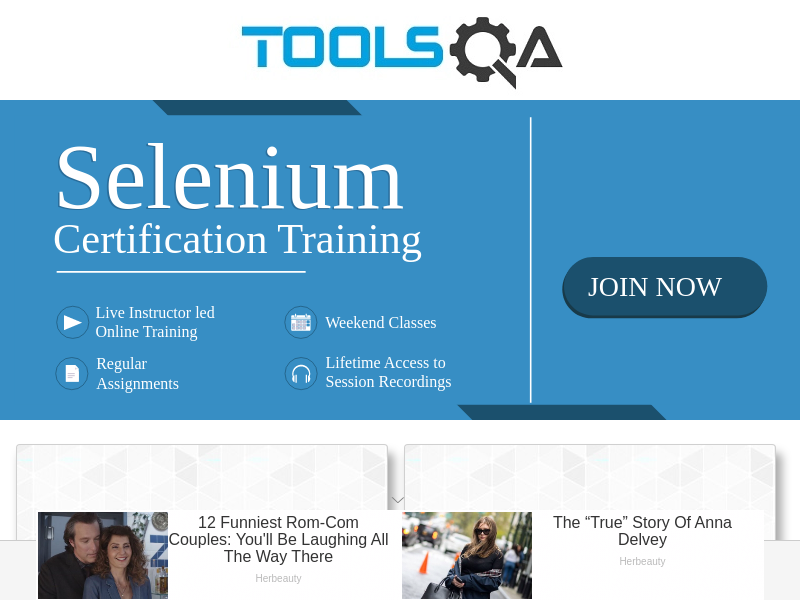 TOOLSQA
Selenium
Certification Training
Live Instructor led
Online Training
Weekend Classes
Regular
Assignments
Lifetime Access to
Session Recordings
JOIN NOW
12 Funniest Rom-Com
Couples: You'll Be Laughing All
The Way There
Herbeauty
The “True” Story Of Anna
Delvey
Herbeauty